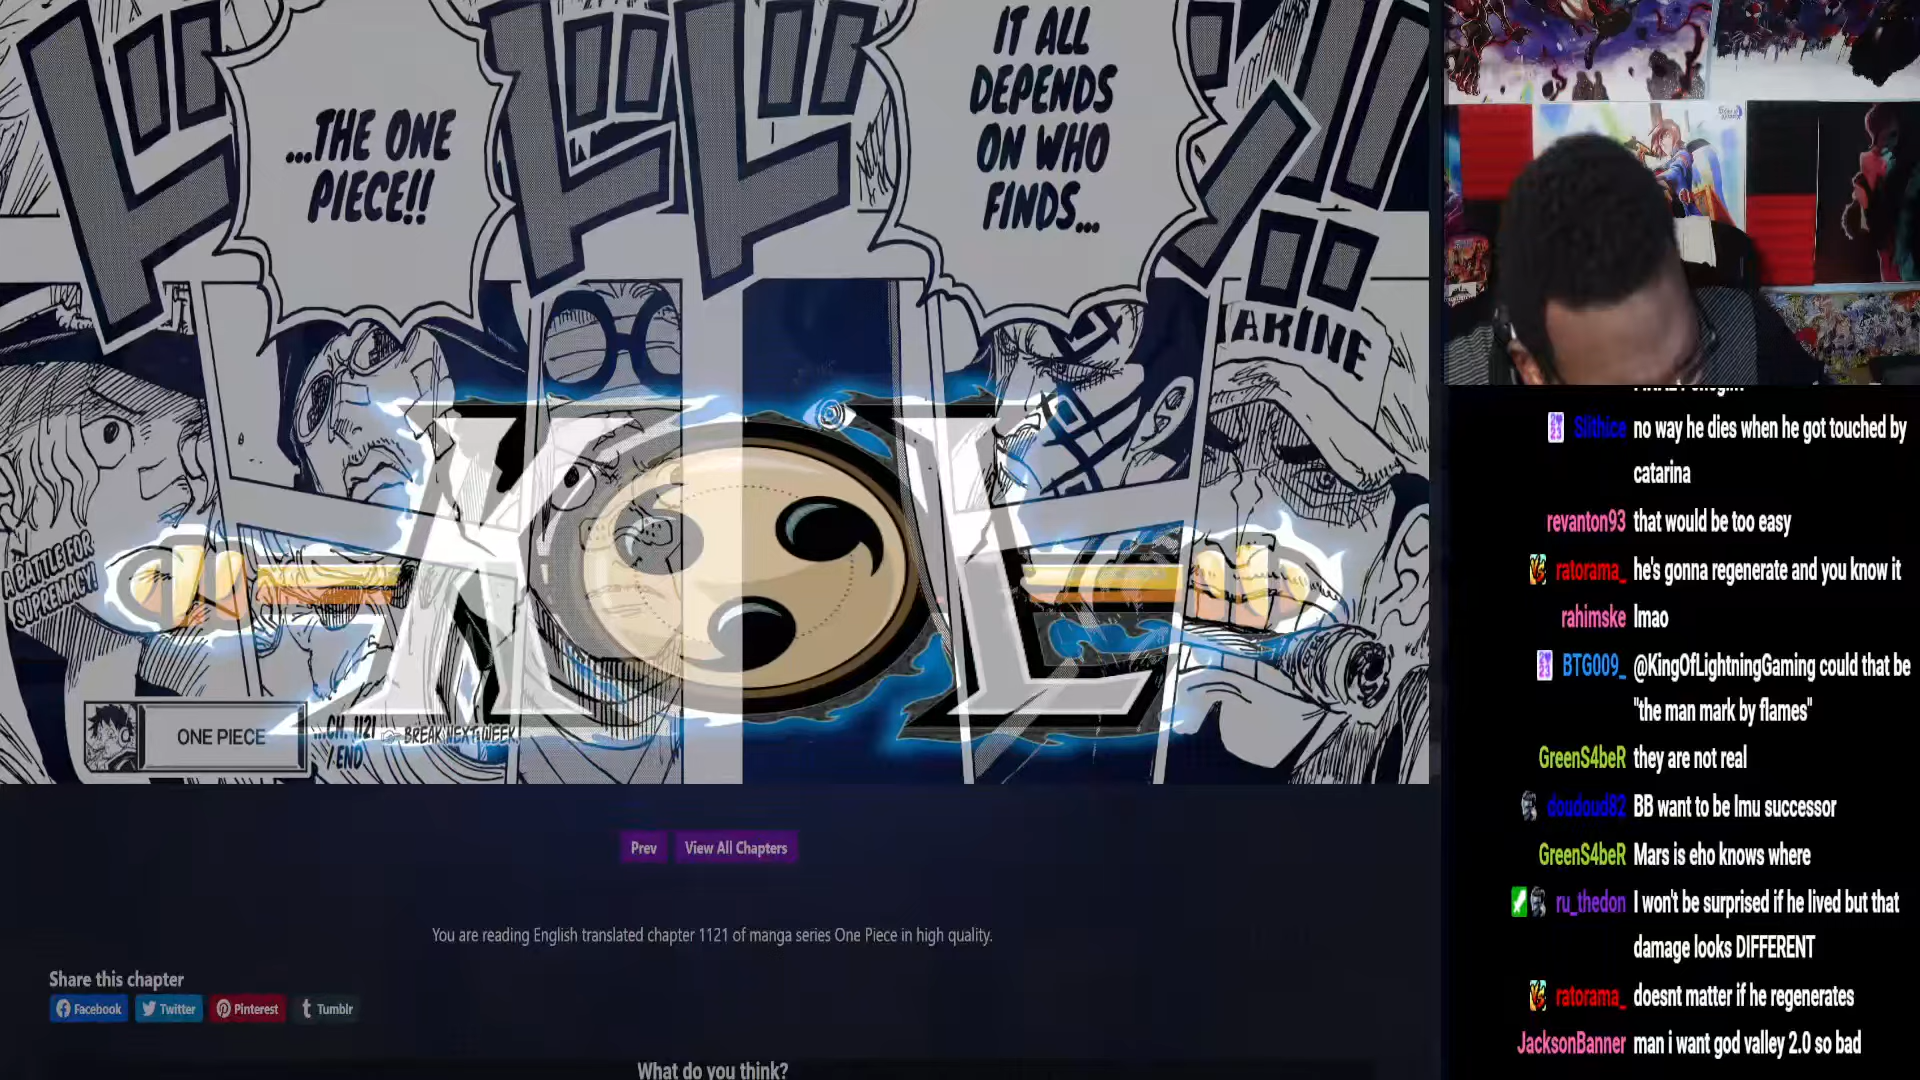 IT ALL
DEPENDS
ON WHO
FINDS...
...THE ONE
PIECE!!
ドドド
MARINE
A BATTLE FOR
SUPREMACY!
ONE PIECE
CH. 1121
/END
BREAK NEXT WEEK
K L
Prev
View All Chapters
You are reading English translated chapter 1121 of manga series One Piece in high quality.
Share this chapter
Facebook
Twitter
Pinterest
Tumblr
What do you think?
Slithice no way he dies when he got touched by
catarina
revanton93 that would be too easy
ratorama_ he's gonna regenerate and you know it
rahimske lmao
BTG009_ @KingOfLightningGaming could that be
"the man mark by flames"
GreenS4beR they are not real
doudoud82 BB want to be Imu successor
GreenS4beR Mars is eho knows where
ru_thedon I won't be surprised if he lived but that
damage looks DIFFERENT
ratorama_ doesnt matter if he regenerates
JacksonBanner man i want god valley 2.0 so bad